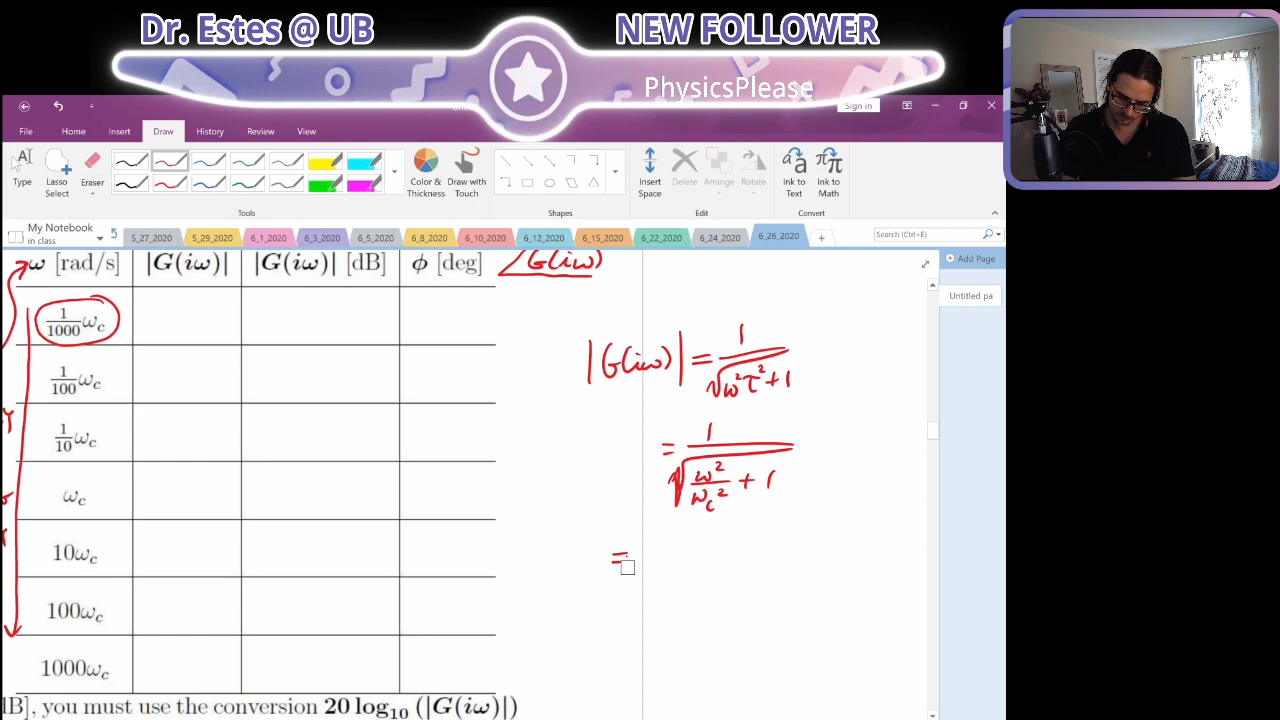 Dr. Estes @ UB
NEW FOLLOWER
PhysicsPlease
Sign in
File Home Insert Draw History Review View
Type
Lasso Select
Eraser
Color & Thickness
Draw with Touch
Insert Space
Delete
Arrange
Rotate
Ink to Text
Ink to Math
Tools
Shapes
Edit
Convert
My Notebook
in class
5_27_2020 5_29_2020 6_1_2020 6_3_2020 6_5_2020 6_8_2020 6_10_2020 6_12_2020 6_15_2020 6_22_2020 6_24_2020 6_26_2020
Search (Ctrl+E)
Add Page
Untitled pa
ω [rad/s] |G(iω)| |G(iω)| [dB] φ [deg] ∠G(iω)
1/1000 ω_c
1/100 ω_c
1/10 ω_c
ω_c
10ω_c
100ω_c
1000ω_c
|G(iω)| = 1/√(ω²τ²+1)
= 1/√(ω²/ω_c² + 1)
=
dB], you must use the conversion 20 log₁₀ (|G(iω)|)